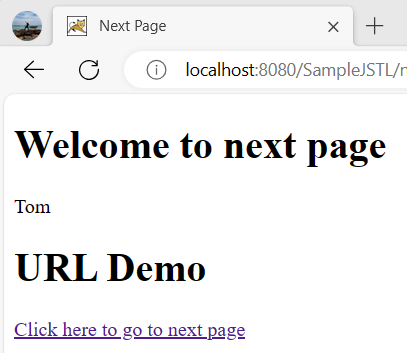 Next Page
localhost:8080/SampleJSTL/n
Welcome to next page
Tom
URL Demo
Click here to go to next page